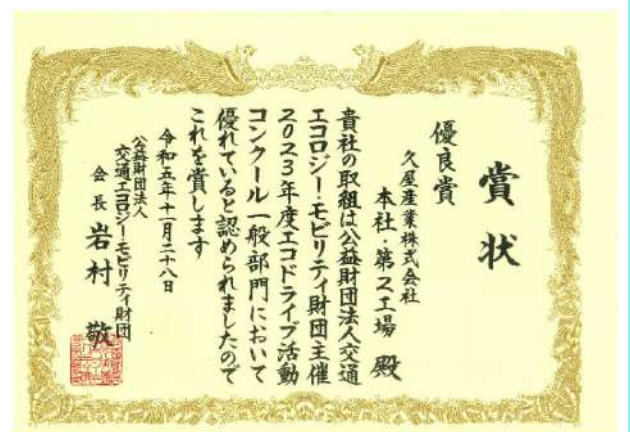 賞状
優良賞
久屋産業株式会社
本社・第2工場 殿
貴社の取組は公益財団法人交通
エコロジー・モビリティ財団主催
2023年度エコドライブ活動
コンクール一般部門において
優れていると認められましたので
これを賞します
令和五年十一月二十八日
公益財団法人
交通エコロジー・モビリティ財団
会長 岩村 敬